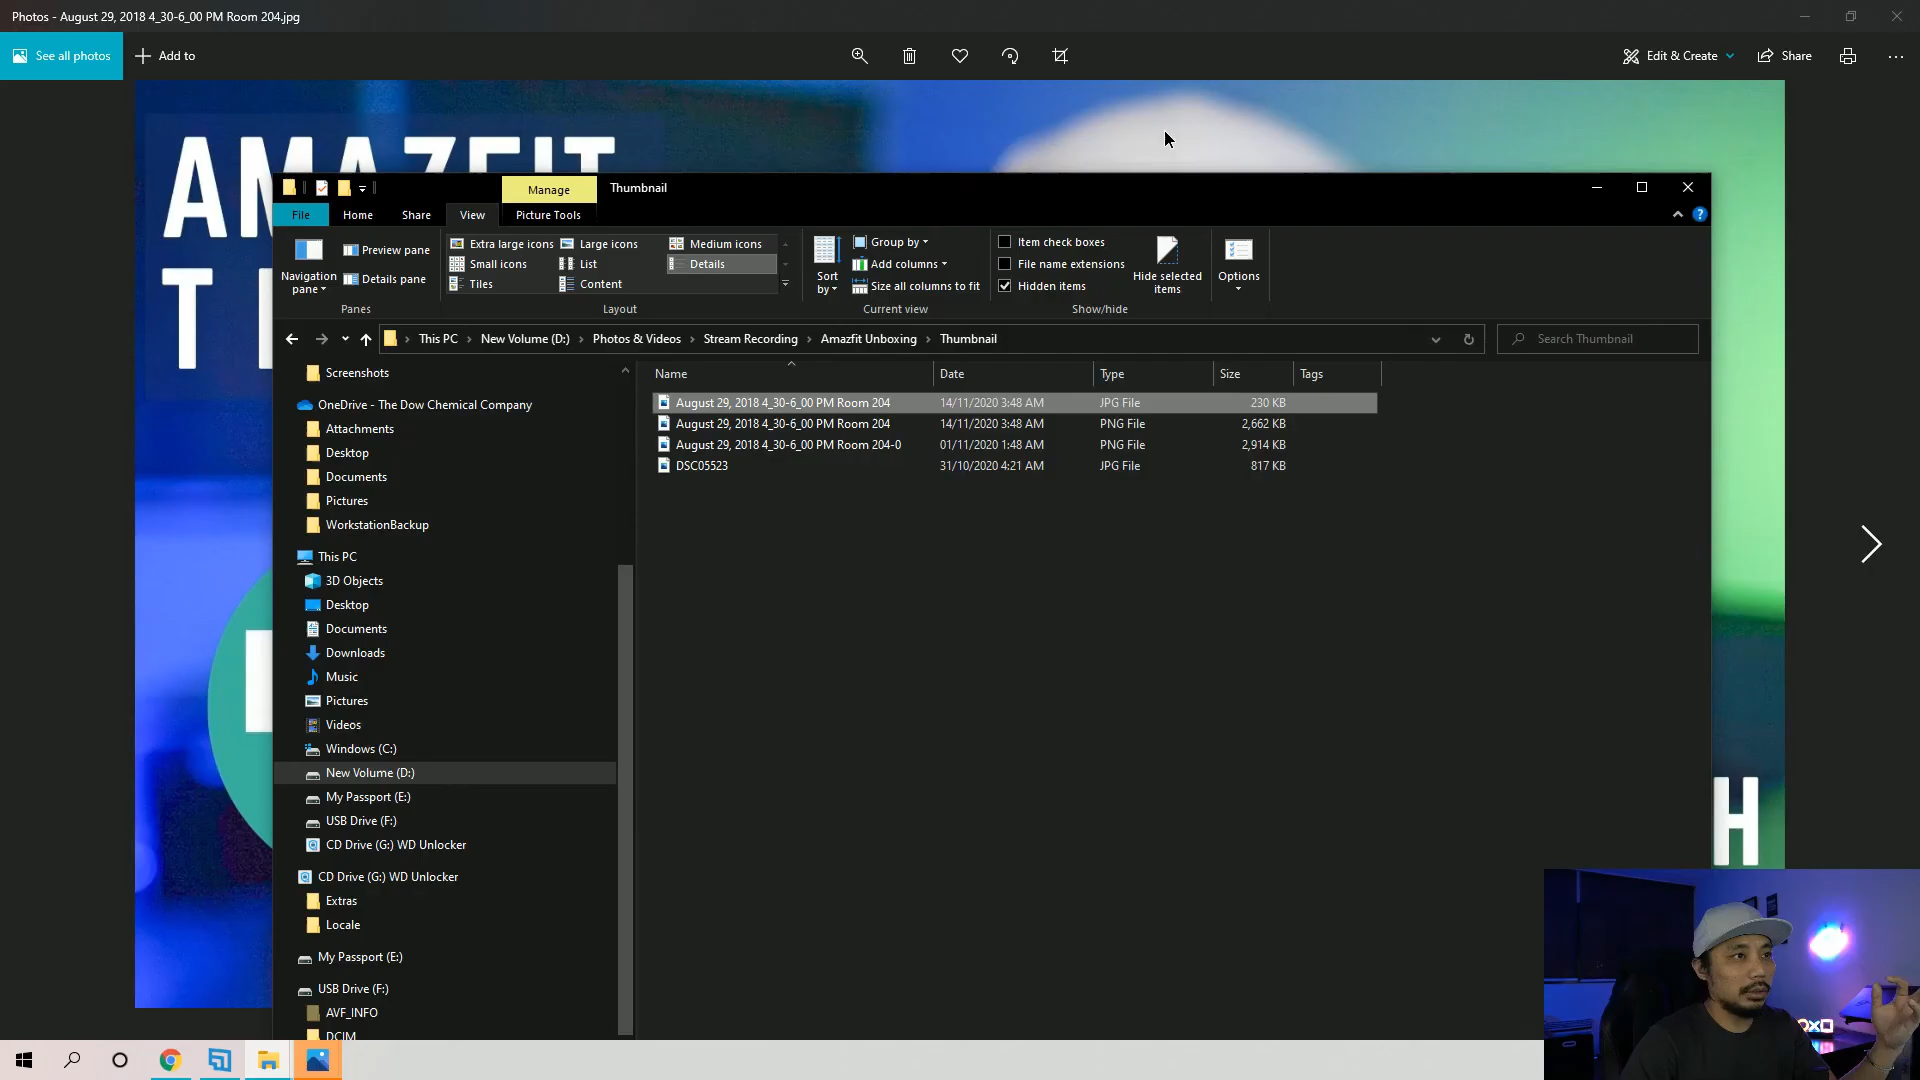 Photos - August 29, 2018 4_30-6_00 PM Room 204.jpg
See all photos
Add to
Edit & Create
Share
AMAZFIT
T
Manage
Thumbnail
File
Home
Share
View
Picture Tools
Navigation pane
Preview pane
Details pane
Panes
Extra large icons
Large icons
Medium icons
Small icons
List
Details
Tiles
Content
Layout
Sort by
Group by
Add columns
Size all columns to fit
Current view
Item check boxes
File name extensions
Hidden items
Hide selected items
Show/hide
Options
This PC
New Volume (D:)
Photos & Videos
Stream Recording
Amazfit Unboxing
Thumbnail
Search Thumbnail
Name
Date
Type
Size
Tags
August 29, 2018 4_30-6_00 PM Room 204 14/11/2020 3:48 AM JPG File 230 KB
August 29, 2018 4_30-6_00 PM Room 204 14/11/2020 3:48 AM PNG File 2,662 KB
August 29, 2018 4_30-6_00 PM Room 204-0 01/11/2020 1:48 AM PNG File 2,914 KB
DSC05523 31/10/2020 4:21 AM JPG File 817 KB
Screenshots
OneDrive - The Dow Chemical Company
Attachments
Desktop
Documents
Pictures
WorkstationBackup
This PC
3D Objects
Desktop
Documents
Downloads
Music
Pictures
Videos
Windows (C:)
New Volume (D:)
My Passport (E:)
USB Drive (F:)
CD Drive (G:) WD Unlocker
CD Drive (G:) WD Unlocker
Extras
Locale
My Passport (E:)
USB Drive (F:)
AVF_INFO
DCIM
H